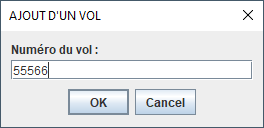 AJOUT D'UN VOL
Numéro du vol :
55566
OK Cancel